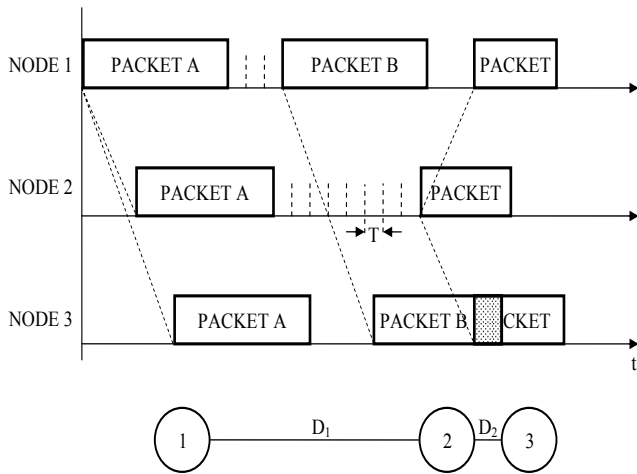 NODE 1
PACKET A
PACKET B
PACKET
NODE 2
PACKET A
PACKET
T
NODE 3
PACKET A
PACKET B
CKET
t
1
D1
2
D2
3